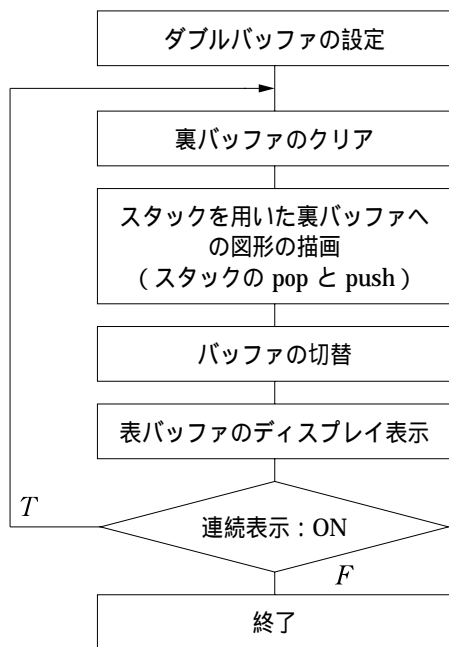 ダブルバッファの設定
裏バッファのクリア
スタックを用いた裏バッファへ
の図形の描画
（スタックの pop と push）
バッファの切替
表バッファのディスプレイ表示
T
連続表示：ON
F
終了